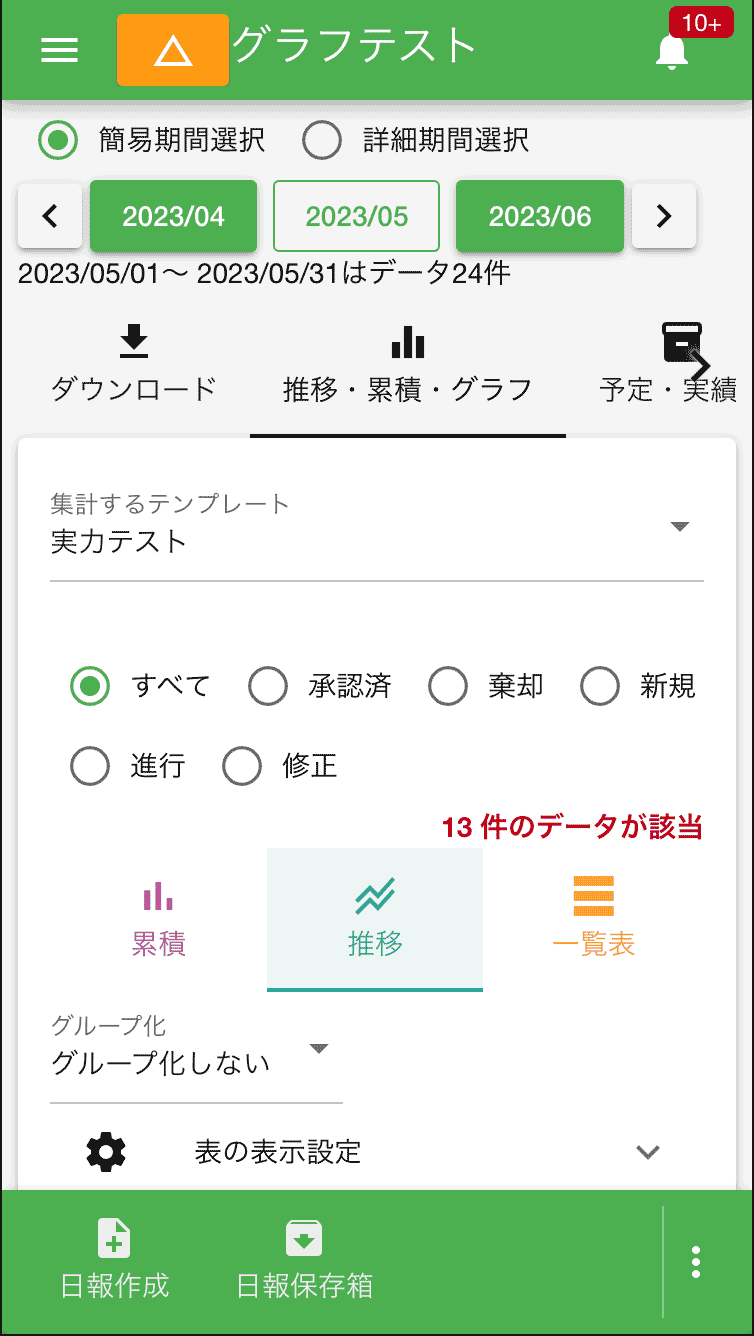 グラフテスト
10+
簡易期間選択 詳細期間選択
2023/04 2023/05 2023/06
2023/05/01〜 2023/05/31はデータ24件
ダウンロード 推移・累積・グラフ 予定・実績
集計するテンプレート
実力テスト
すべて 承認済 棄却 新規
進行 修正
13 件のデータが該当
累積 推移 一覧表
グループ化
グループ化しない
表の表示設定
日報作成 日報保存箱